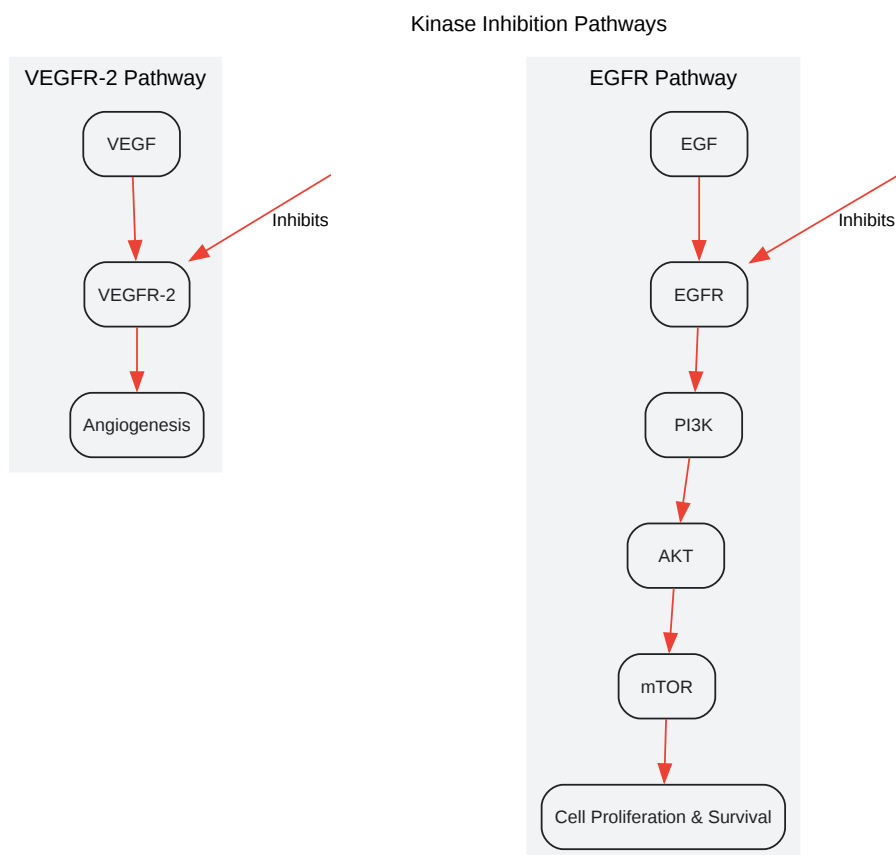 Kinase Inhibition Pathways
VEGFR-2 Pathway
VEGF
Inhibits
VEGFR-2
Angiogenesis
EGFR Pathway
EGF
Inhibits
EGFR
PI3K
AKT
mTOR
Cell Proliferation & Survival